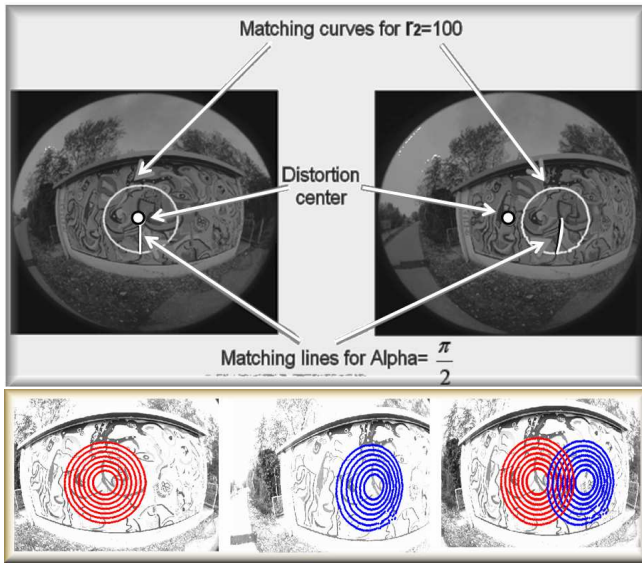 Matching curves for r₂=100
Distortion
center
Matching lines for Alpha= π/2